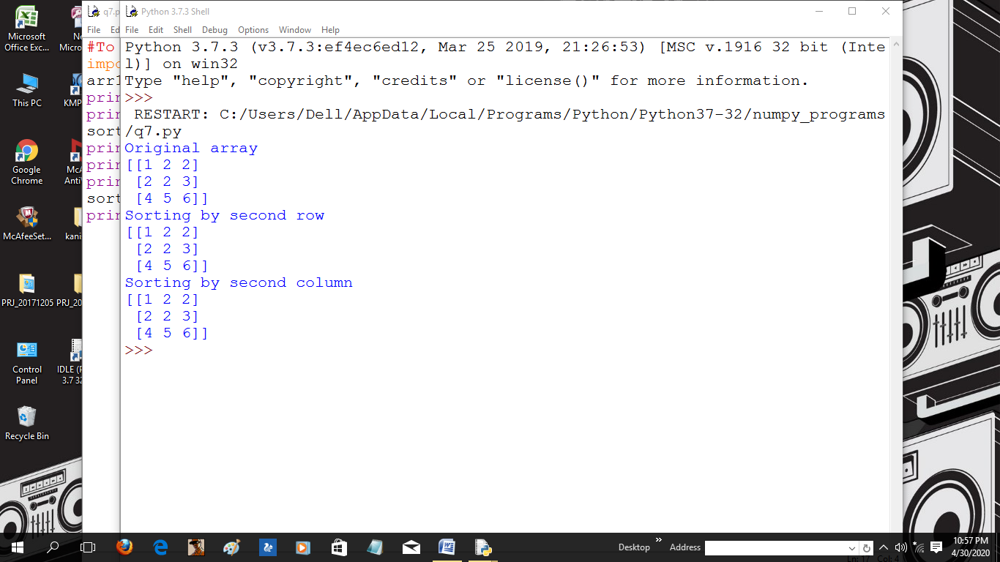 Microsoft
Office Exc...
This PC
Google
Chrome
McAfeeSet...
PRJ_20171205
Control
Panel
Recycle Bin
Micro
KMP
McA
Anti
kani
PRJ_20
IDLE (P
3.7 32
q7.p
File Ed
#To
impo
arr1
prin
prin
sort
prin
prin
prin
sort
prin
Python 3.7.3 Shell
File Edit Shell Debug Options Window Help
Python 3.7.3 (v3.7.3:ef4ec6ed12, Mar 25 2019, 21:26:53) [MSC v.1916 32 bit (Inte
l)] on win32
Type "help", "copyright", "credits" or "license()" for more information.
>>>
RESTART: C:/Users/Dell/AppData/Local/Programs/Python/Python37-32/numpy_programs
/q7.py
Original array
[[1 2 2]
[2 2 3]
[4 5 6]]
Sorting by second row
[[1 2 2]
[2 2 3]
[4 5 6]]
Sorting by second column
[[1 2 2]
[2 2 3]
[4 5 6]]
>>>
Ln: 17 Col: 4
Desktop
Address
10:57 PM
4/30/2020